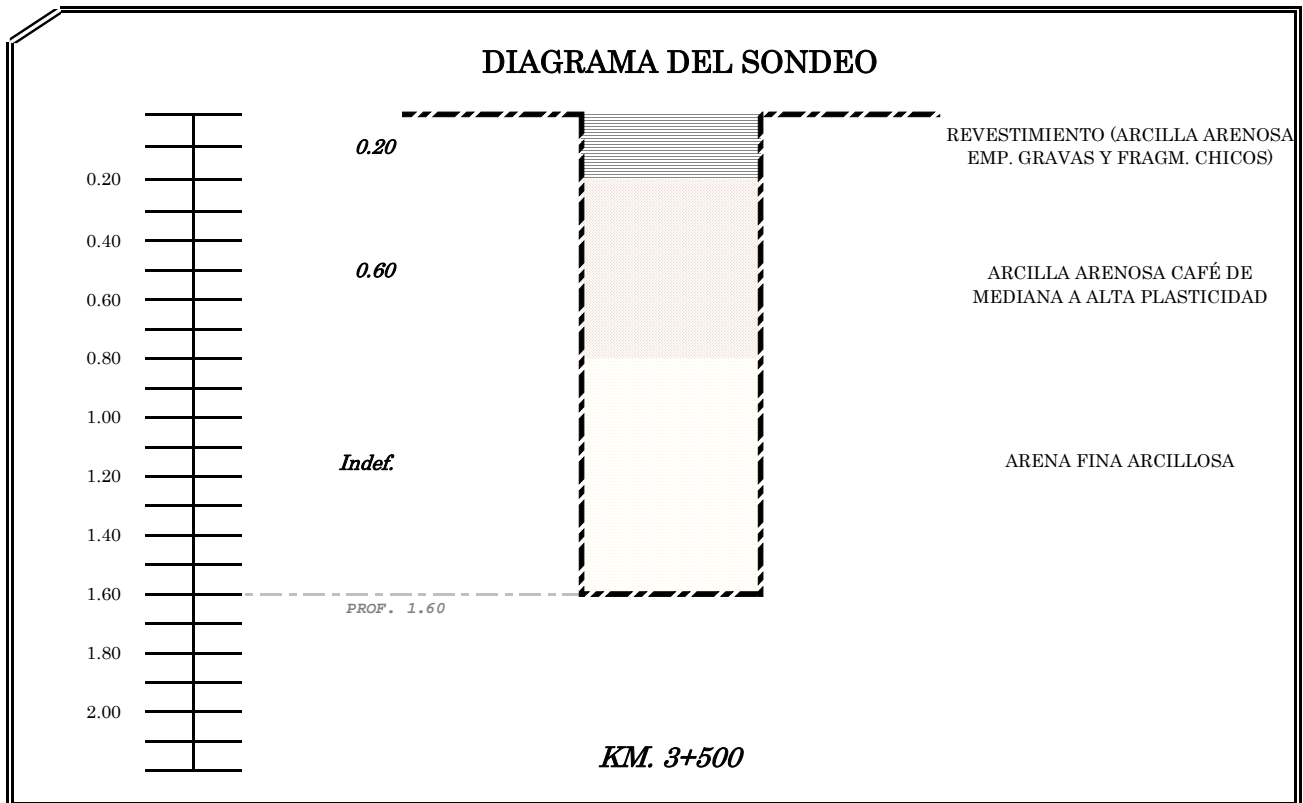 DIAGRAMA DEL SONDEO
0.20
REVESTIMIENTO (ARCILLA ARENOSA
EMP. GRAVAS Y FRAGM. CHICOS)
0.20
0.40
0.60
ARCILLA ARENOSA CAFÉ DE
MEDIANA A ALTA PLASTICIDAD
0.60
0.80
1.00
Indef.
ARENA FINA ARCILLOSA
1.20
1.40
1.60
PROF. 1.60
1.80
2.00
KM. 3+500